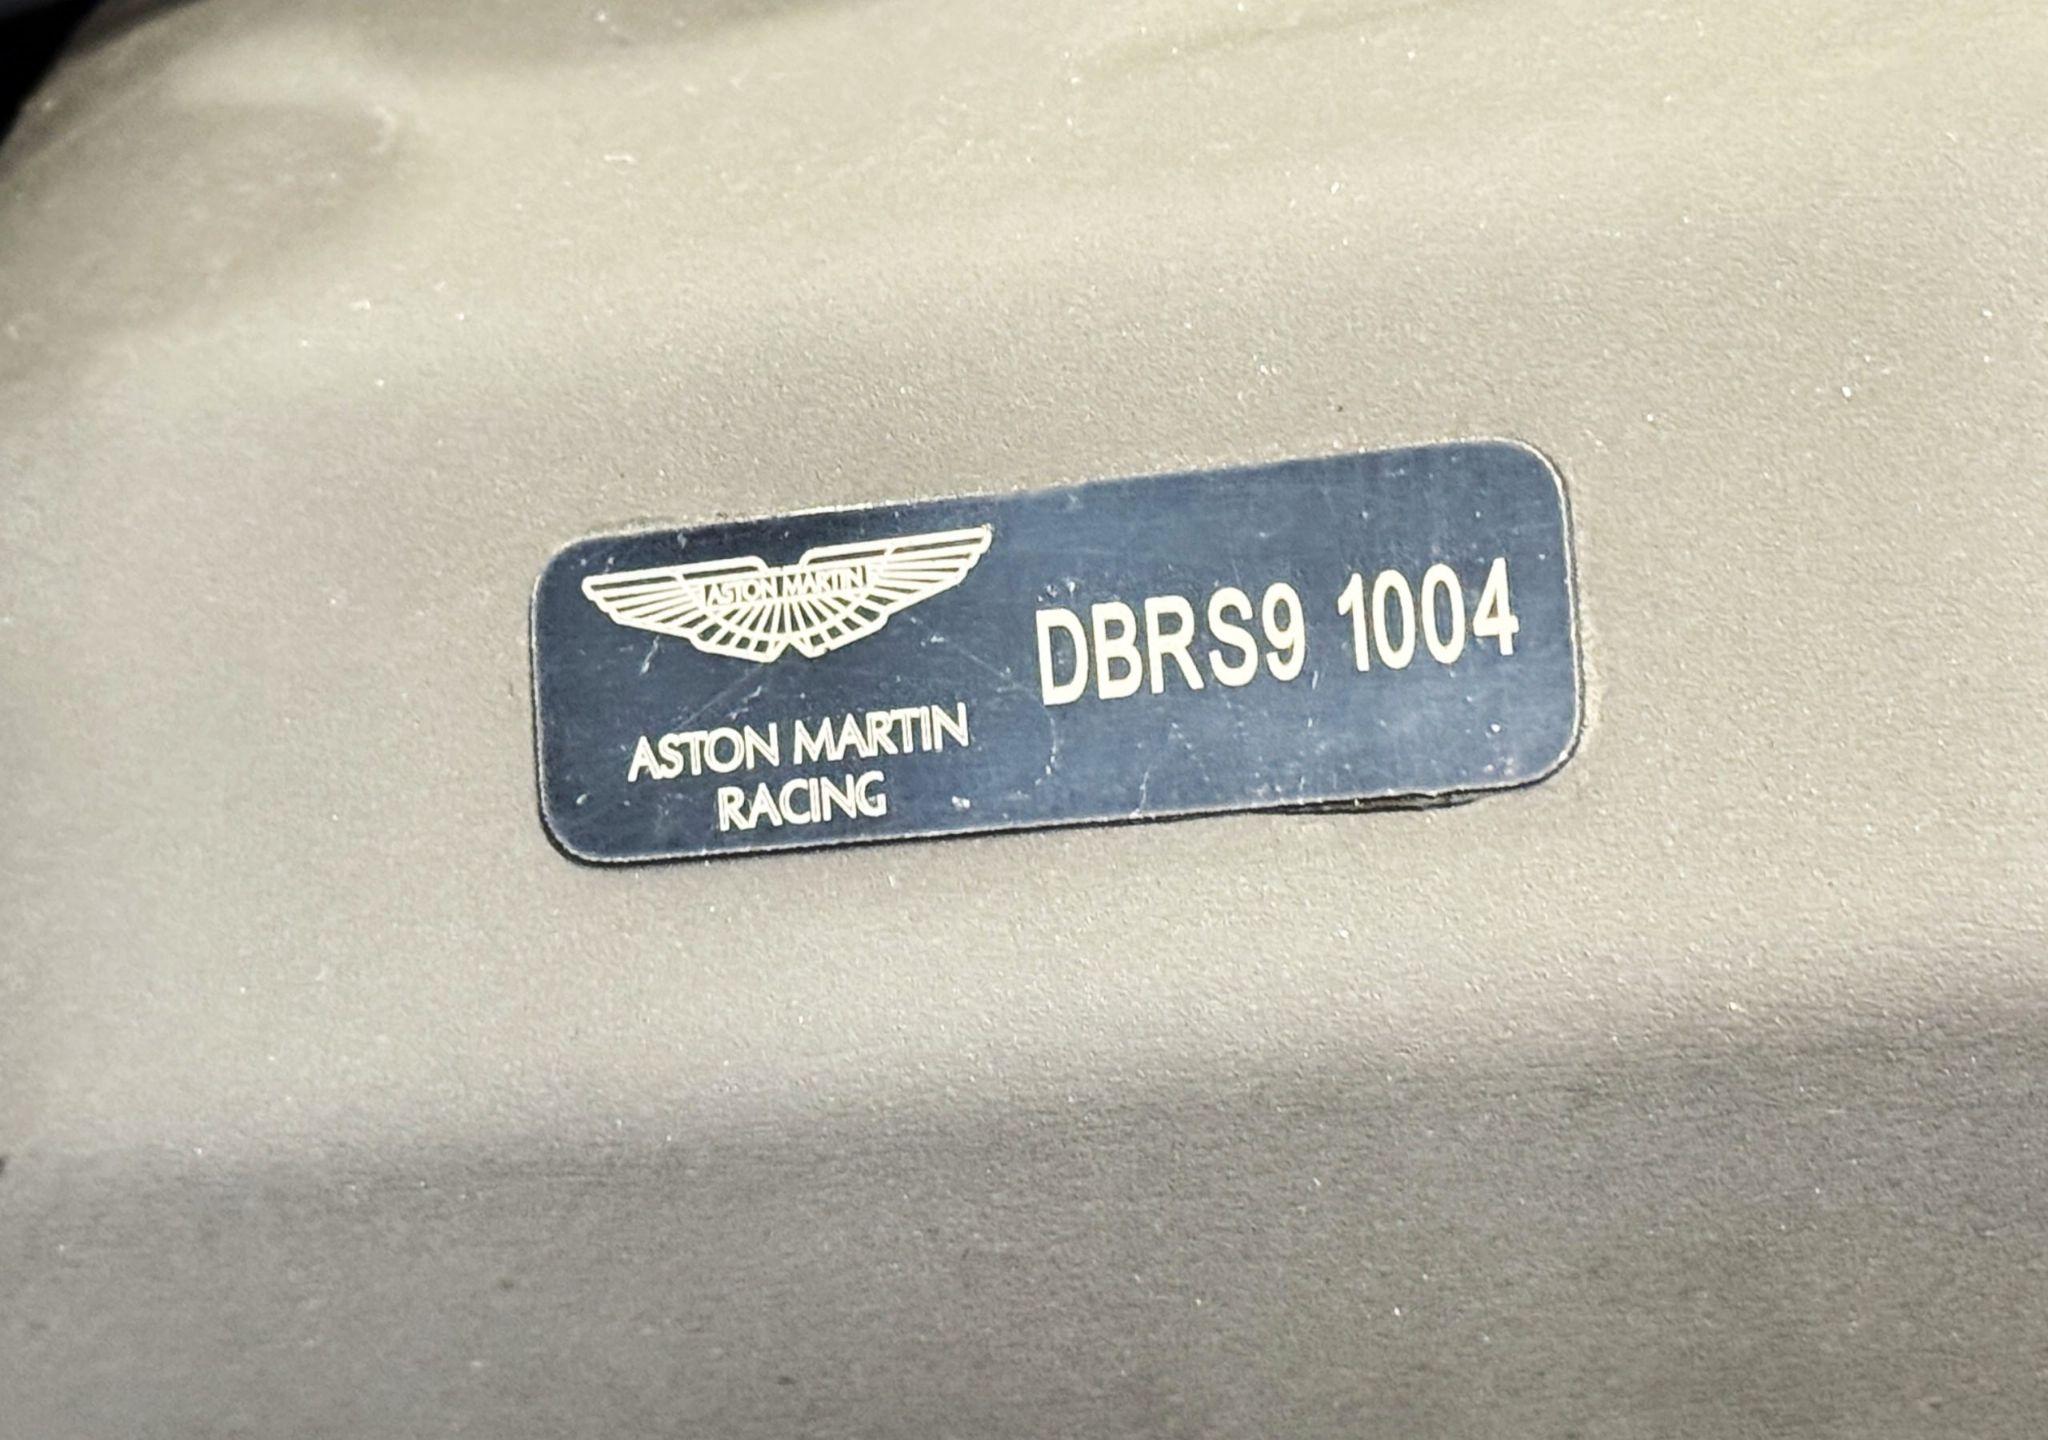 ASTON MARTIN
ASTON MARTIN
RACING
DBRS9 1004